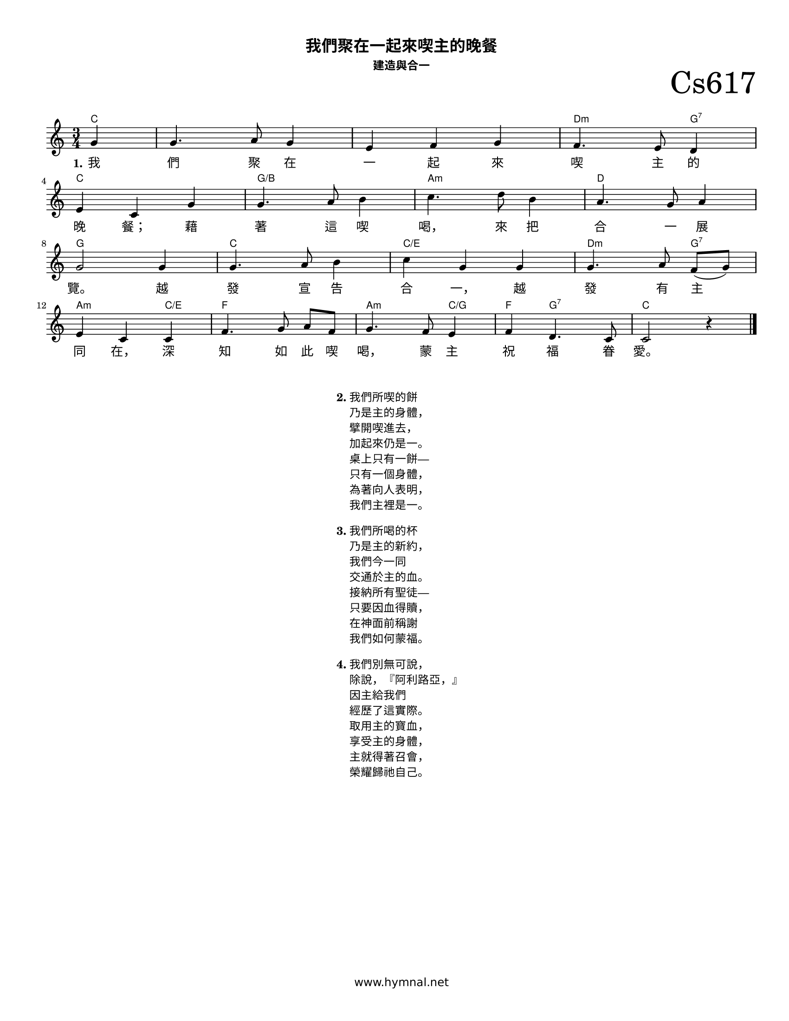 我們聚在一起來喫主的晚餐
建造與合一
Cs617
C Dm G7
1. 我 們 聚 在 一 起 來 喫 主 的
4 C G/B Am D
晚 餐； 藉 著 這 喫 喝， 來 把 合 一 展
8 G C C/E Dm G7
覽。 越 發 宣 告 合 一， 越 發 有 主
12 Am C/E F Am C/G F G7 C
同 在， 深 知 如 此 喫 喝， 蒙 主 祝 福 眷 愛。
2. 我們所喫的餅
乃是主的身體，
擘開喫進去，
加起來仍是一。
桌上只有一餅—
只有一個身體，
為著向人表明，
我們主裡是一。
3. 我們所喝的杯
乃是主的新約，
我們今一同
交通於主的血。
接納所有聖徒—
只要因血得贖，
在神面前稱謝
我們如何蒙福。
4. 我們別無可說，
除說，『阿利路亞，』
因主給我們
經歷了這實際。
取用主的寶血，
享受主的身體，
主就得著召會，
榮耀歸祂自己。
www.hymnal.net